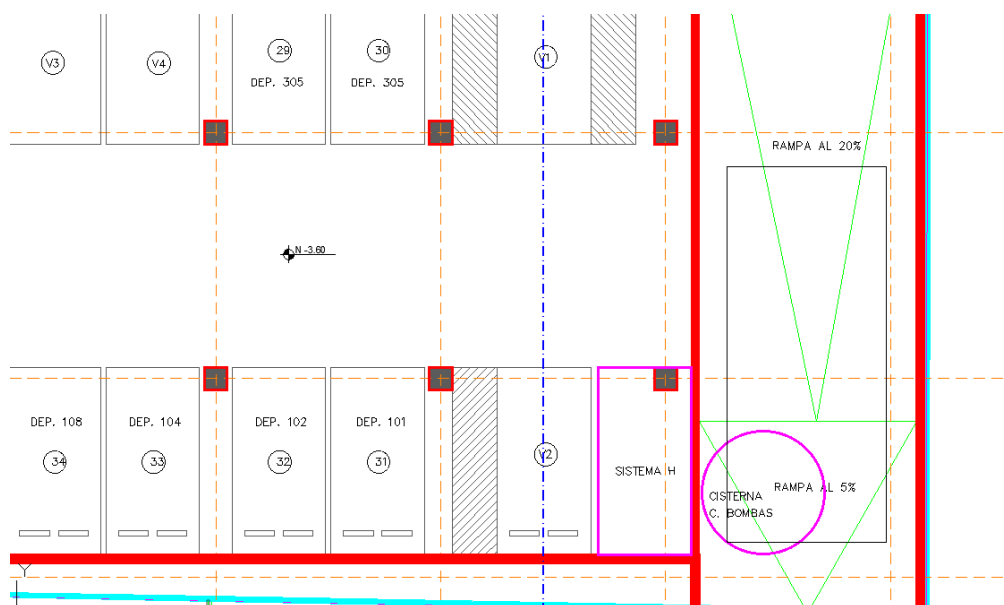 V3
V4
29
DEP. 305
30
DEP. 305
V1
RAMPA AL 20%
N -3.60
DEP. 108
34
DEP. 104
33
DEP. 102
32
DEP. 101
31
V2
SISTEMA H
CISTERNA
C. BOMBAS
RAMPA AL 5%
Y